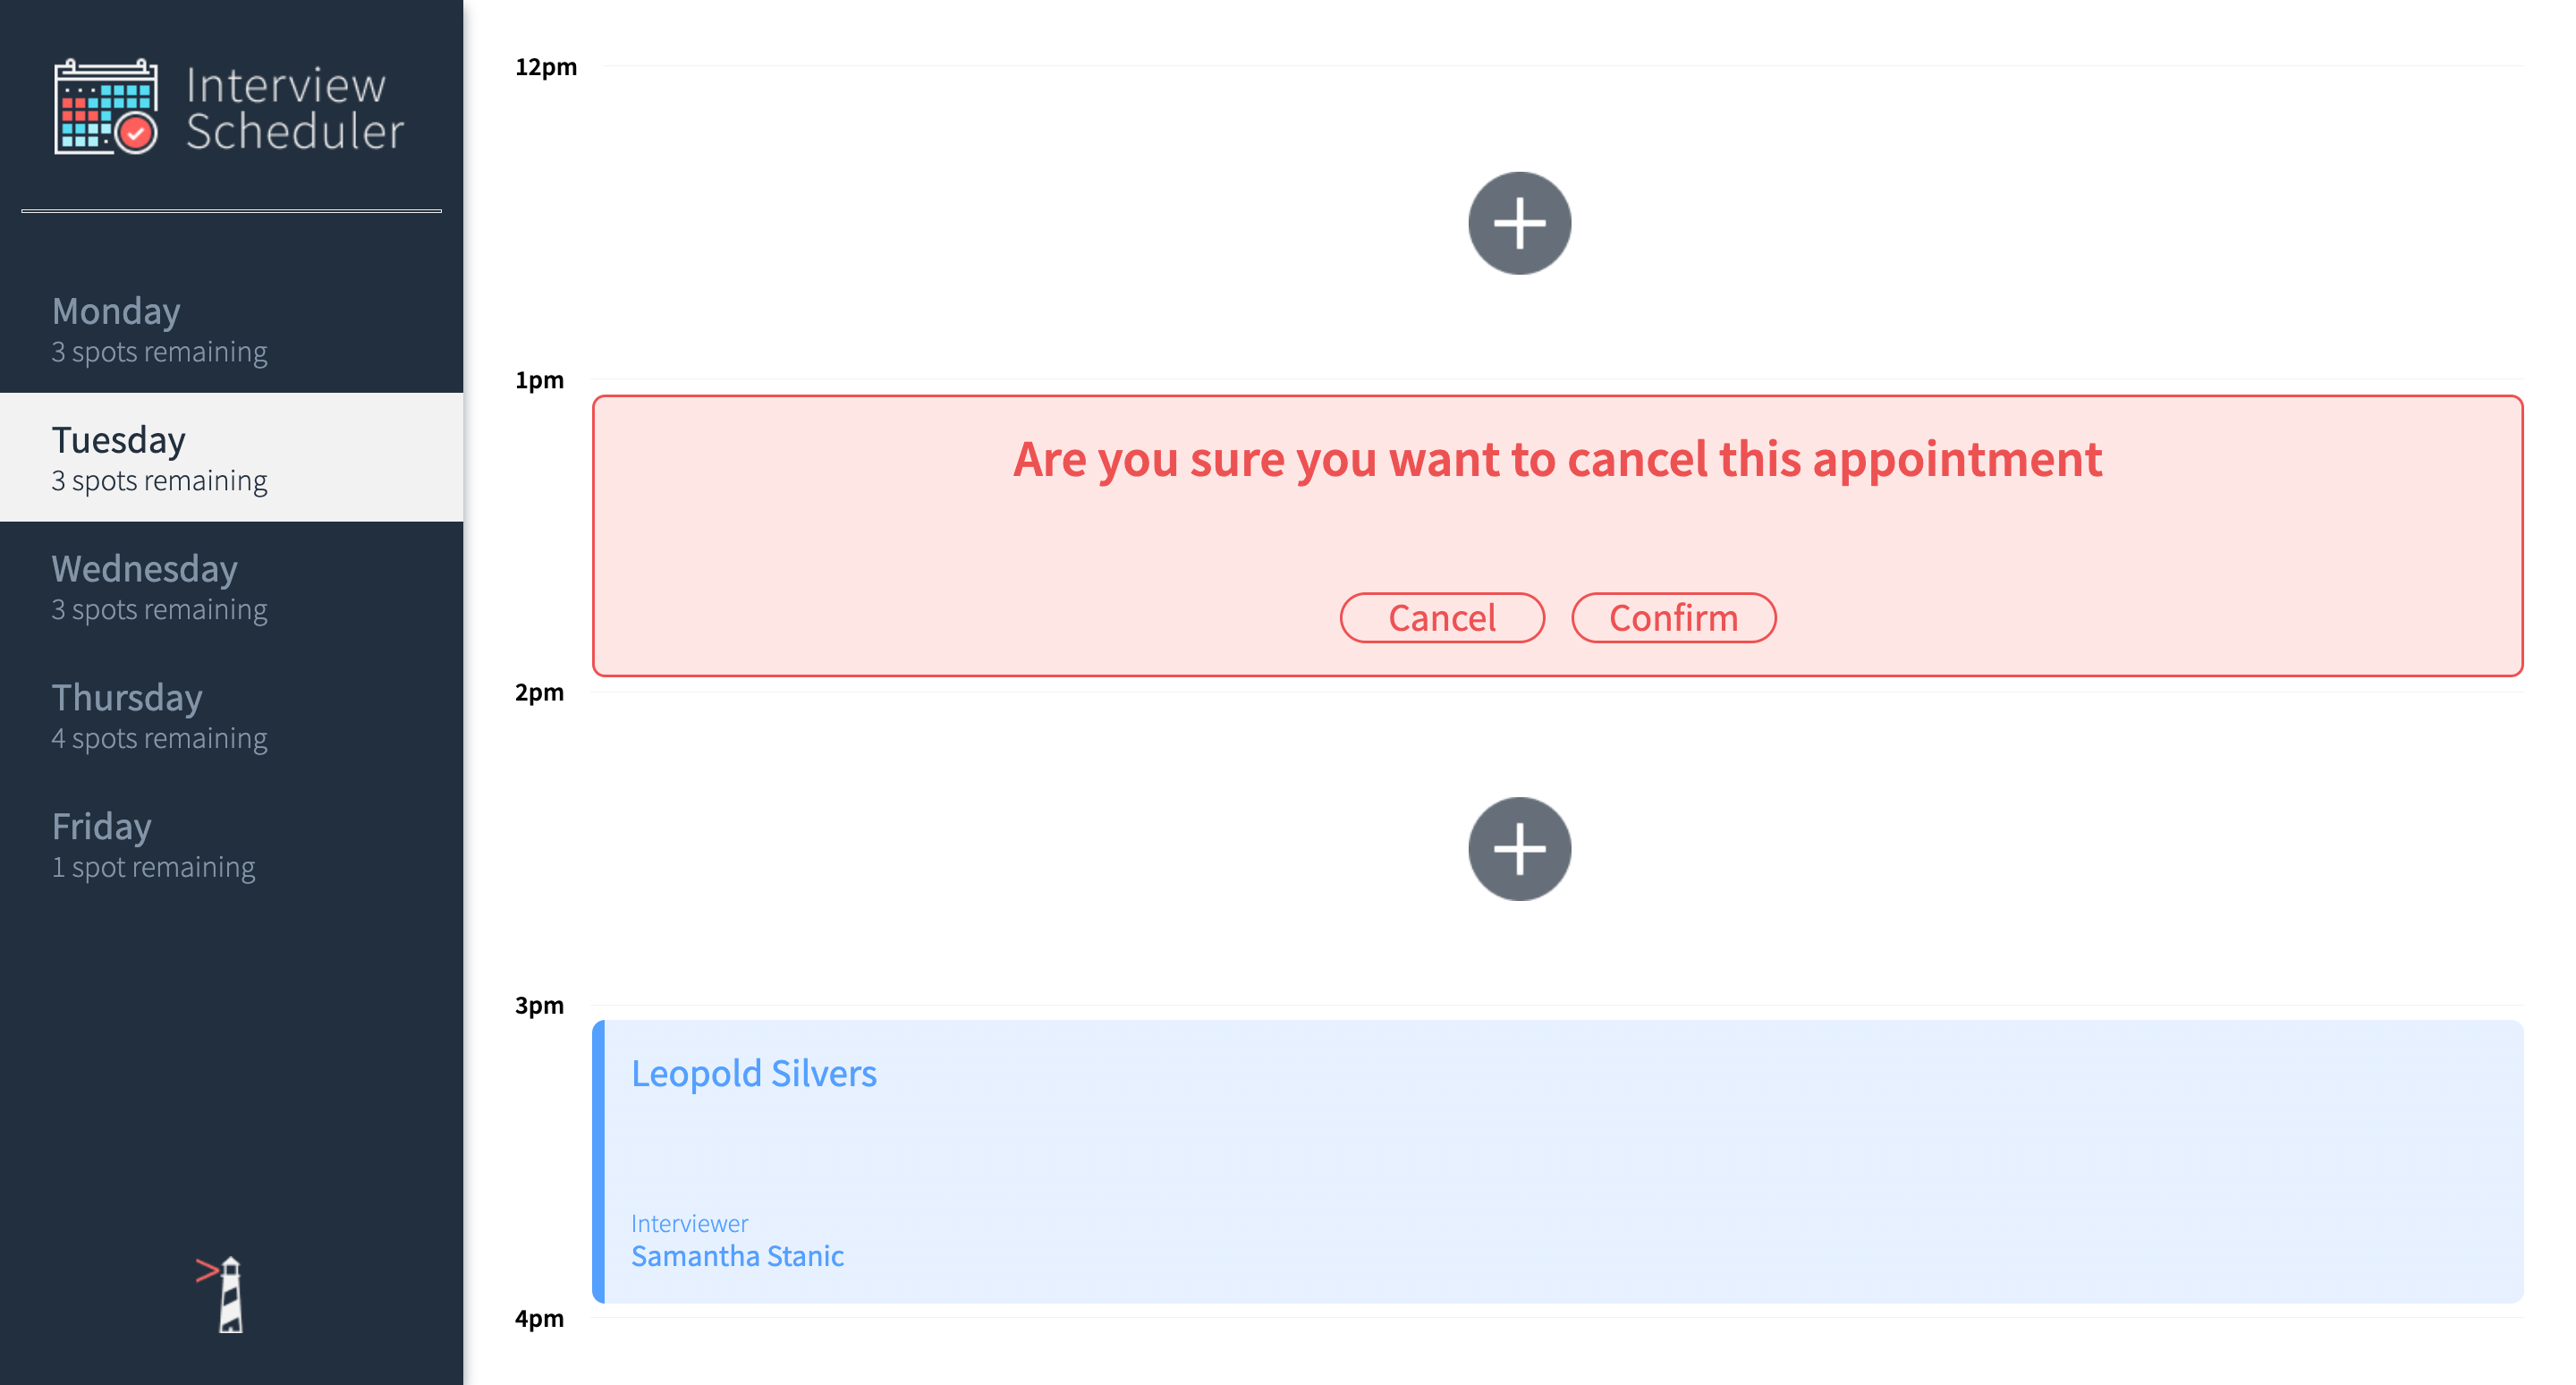 Interview
Scheduler
Monday
3 spots remaining
Tuesday
3 spots remaining
Wednesday
3 spots remaining
Thursday
4 spots remaining
Friday
1 spot remaining
12pm
1pm
Are you sure you want to cancel this appointment
Cancel Confirm
2pm
3pm
Leopold Silvers
Interviewer
Samantha Stanic
4pm